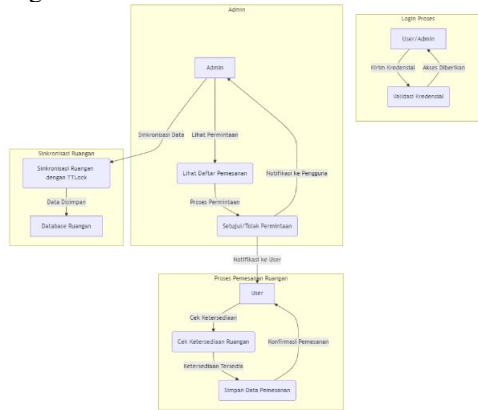 Admin
Login Proses
User/Admin
Kirim Kredensial
Akses Diberikan
Validasi Kredensial
Admin
Sinkronisasi Data
Lihat Permintaan
Sinkronisasi Ruangan
Sinkronisasi Ruangan
dengan TTLock
Lihat Daftar Pemesanan
Notifikasi ke Pengguna
Data Disimpan
Proses Permintaan
Database Ruangan
Setujui/Tolak Permintaan
Notifikasi ke User
Proses Pemesanan Ruangan
User
Cek Ketersediaan
Cek Ketersediaan Ruangan
Konfirmasi Pemesanan
Ketersediaan Tersedia
Simpan Data Pemesanan